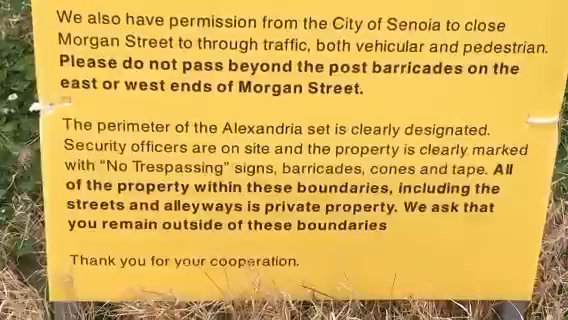 We also have permission from the City of Senoia to close
Morgan Street to through traffic, both vehicular and pedestrian.
Please do not pass beyond the post barricades on the
east or west ends of Morgan Street.
The perimeter of the Alexandria set is clearly designated.
Security officers are on site and the property is clearly marked
with “No Trespassing” signs, barricades, cones and tape. All
of the property within these boundaries, including the
streets and alleyways is private property. We ask that
you remain outside of these boundaries
Thank you for your cooperation.